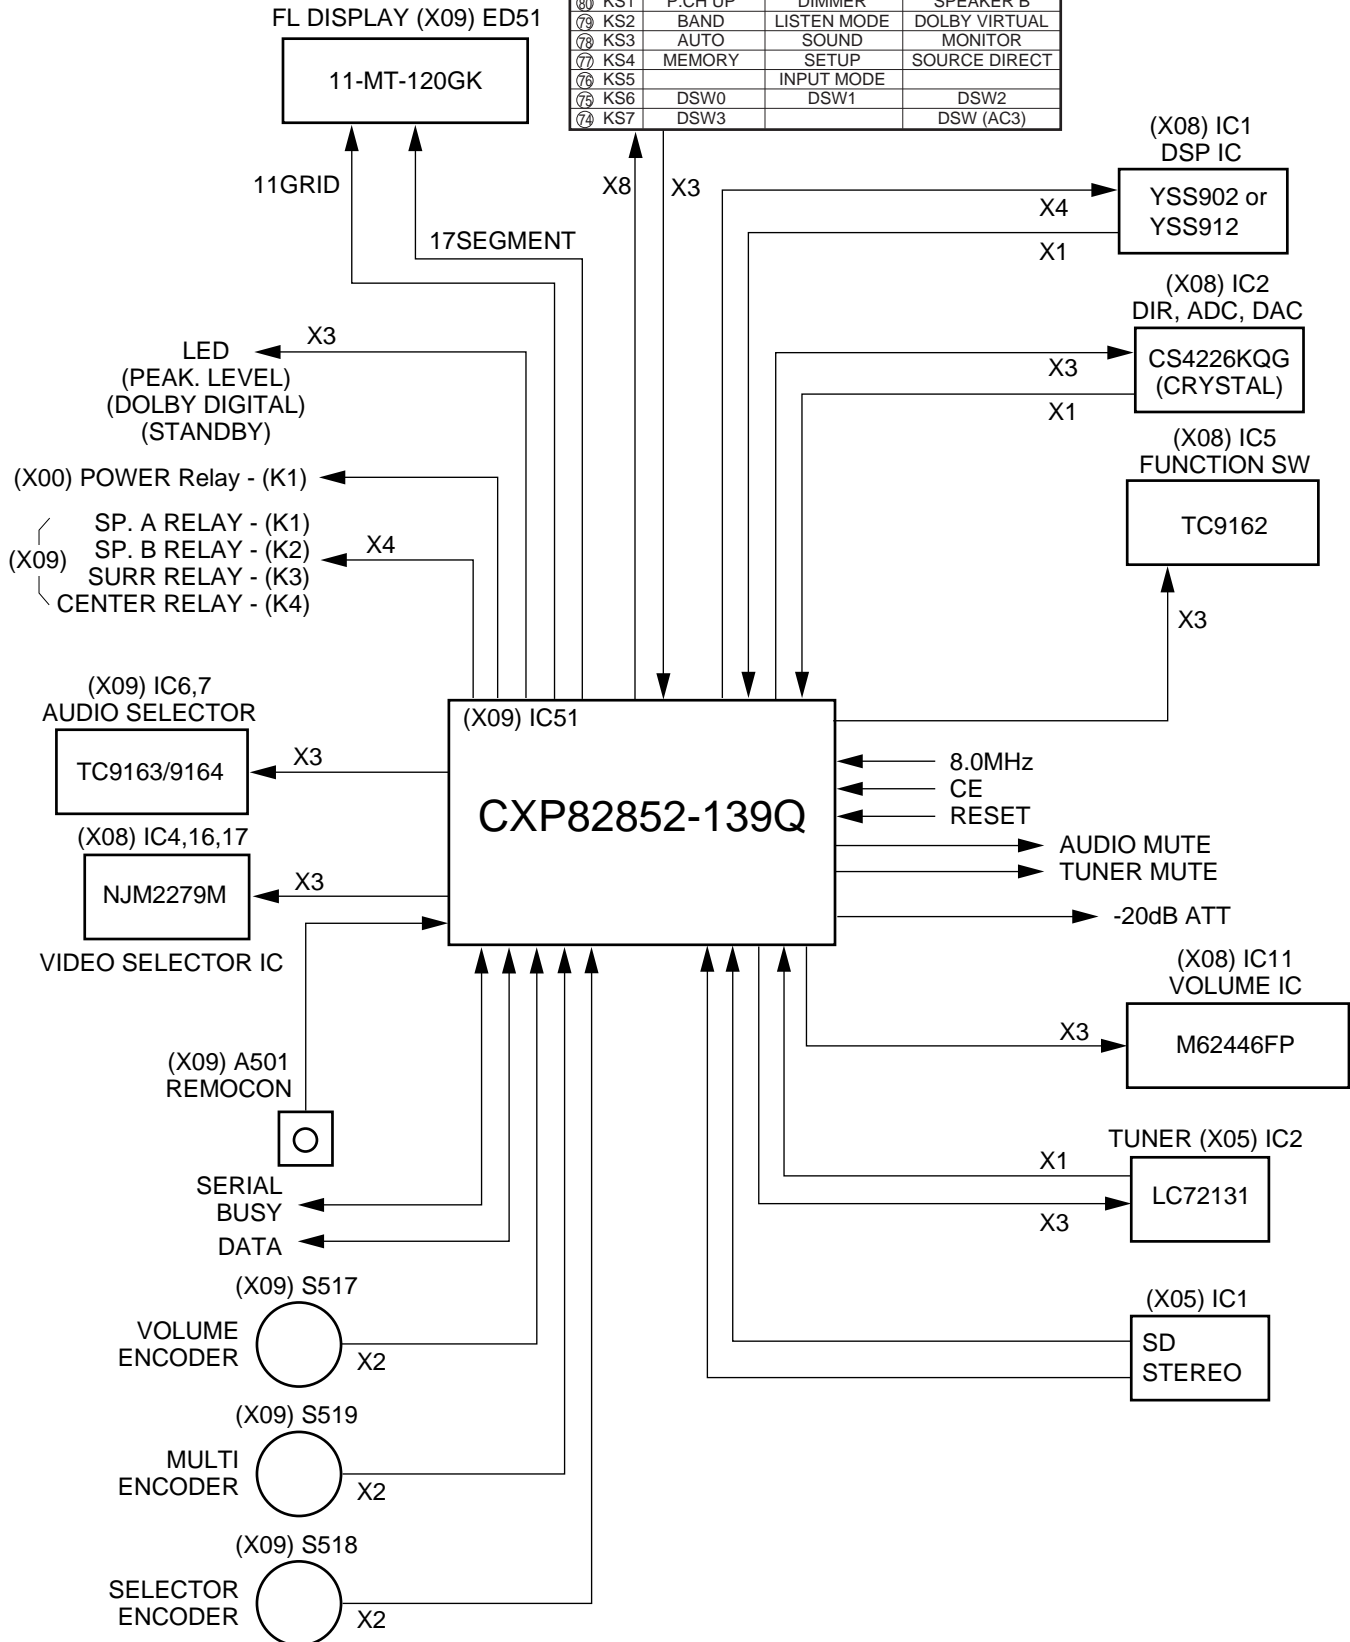 FL DISPLAY (X09) ED51
11-MT-120GK
80 KS1 P.CH UP DIMMER SPEAKER B
79 KS2 BAND LISTEN MODE DOLBY VIRTUAL
78 KS3 AUTO SOUND MONITOR
77 KS4 MEMORY SETUP SOURCE DIRECT
76 KS5 INPUT MODE
75 KS6 DSW0 DSW1 DSW2
74 KS7 DSW3 DSW (AC3)
11GRID
17SEGMENT
X8
X3
(X08) IC1
DSP IC
YSS902 or
YSS912
X4
X1
(X08) IC2
DIR, ADC, DAC
CS4226KQG
(CRYSTAL)
X3
X1
(X08) IC5
FUNCTION SW
TC9162
X3
X3
LED
(PEAK. LEVEL)
(DOLBY DIGITAL)
(STANDBY)
(X00) POWER Relay - (K1)
(X09)
SP. A RELAY - (K1)
SP. B RELAY - (K2)
SURR RELAY - (K3)
CENTER RELAY - (K4)
X4
(X09) IC6,7
AUDIO SELECTOR
TC9163/9164
X3
(X08) IC4,16,17
NJM2279M
X3
VIDEO SELECTOR IC
(X09) IC51
CXP82852-139Q
8.0MHz
CE
RESET
AUDIO MUTE
TUNER MUTE
-20dB ATT
(X08) IC11
VOLUME IC
M62446FP
X3
(X09) A501
REMOCON
TUNER (X05) IC2
LC72131
X1
X3
SERIAL
BUSY
DATA
(X05) IC1
SD
STEREO
(X09) S517
VOLUME
ENCODER
X2
(X09) S519
MULTI
ENCODER
X2
(X09) S518
SELECTOR
ENCODER
X2